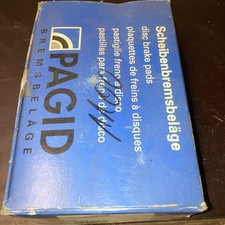 Scheibenbremsbeläge
disc brake pads
plaquettes de freins à disques
pastiglie freno a disco
pastillas para freno de disco
PAGID
BREMSBELÄGE